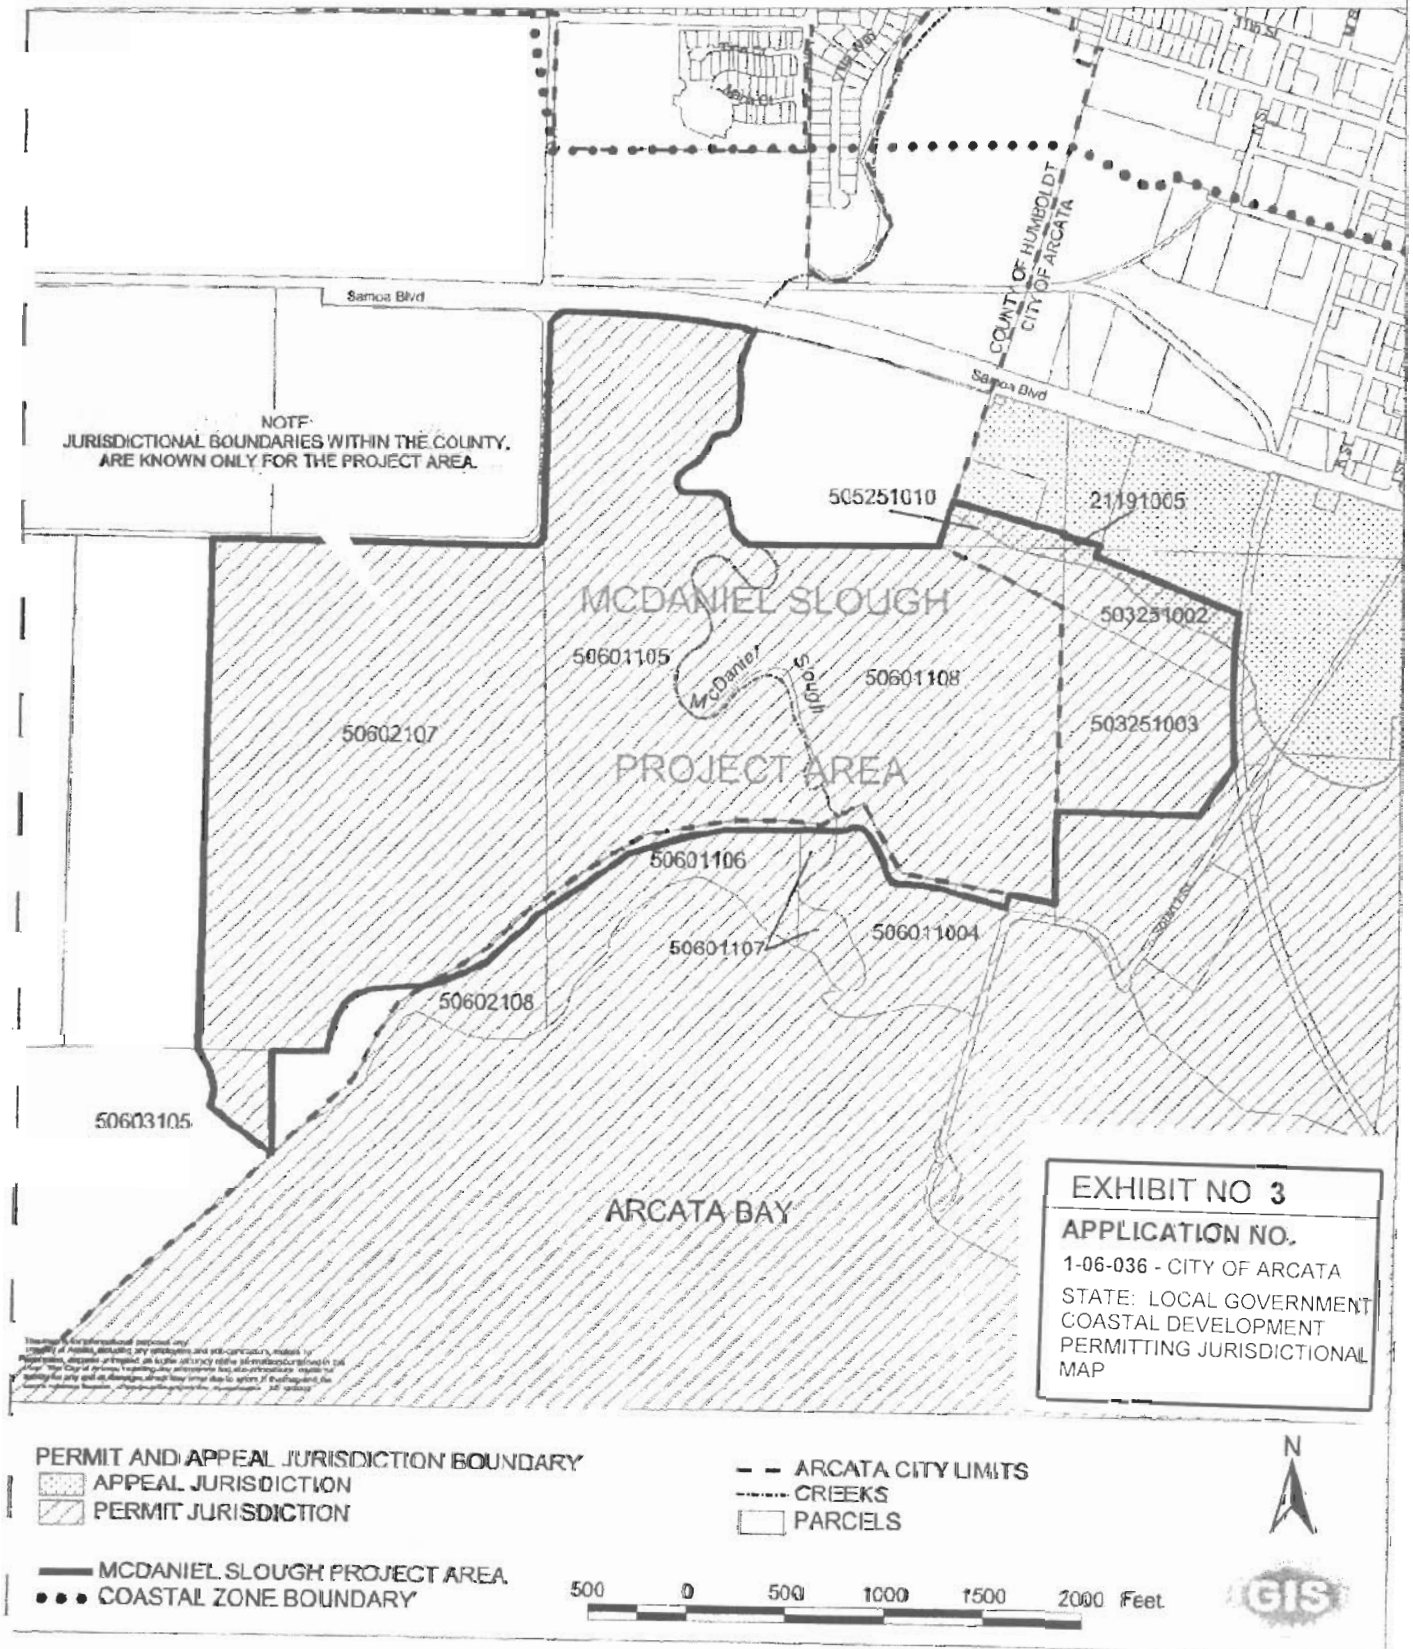 11th St
Samoa Blvd
COUNTY OF HUMBOLDT
CITY OF ARCATA
Samoa Blvd
K St
NOTE:
JURISDICTIONAL BOUNDARIES WITHIN THE COUNTY,
ARE KNOWN ONLY FOR THE PROJECT AREA.
505251010
21191005
MCDANIEL SLOUGH
503251002
50601105
McDaniel Slough
50601108
50602107
503251003
PROJECT AREA
50601106
50601107
506011004
50602108
50603105
ARCATA BAY
EXHIBIT NO 3
APPLICATION NO.
1-06-036 - CITY OF ARCATA
STATE: LOCAL GOVERNMENT
COASTAL DEVELOPMENT
PERMITTING JURISDICTIONAL
MAP
PERMIT AND APPEAL JURISDICTION BOUNDARY
APPEAL JURISDICTION
PERMIT JURISDICTION
MCDANIEL SLOUGH PROJECT AREA
COASTAL ZONE BOUNDARY
ARCATA CITY LIMITS
CREEKS
PARCELS
500 0 500 1000 1500 2000 Feet
N
GIS